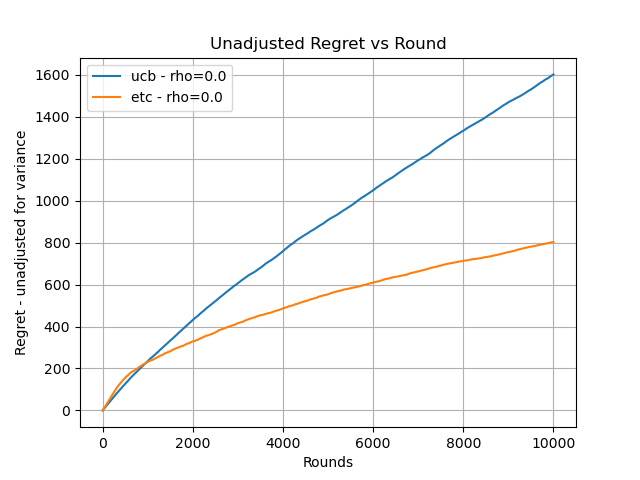 Unadjusted Regret vs Round
ucb - rho=0.0
etc - rho=0.0
Regret - unadjusted for variance
1600
1400
1200
1000
800
600
400
200
0
0 2000 4000 6000 8000 10000
Rounds